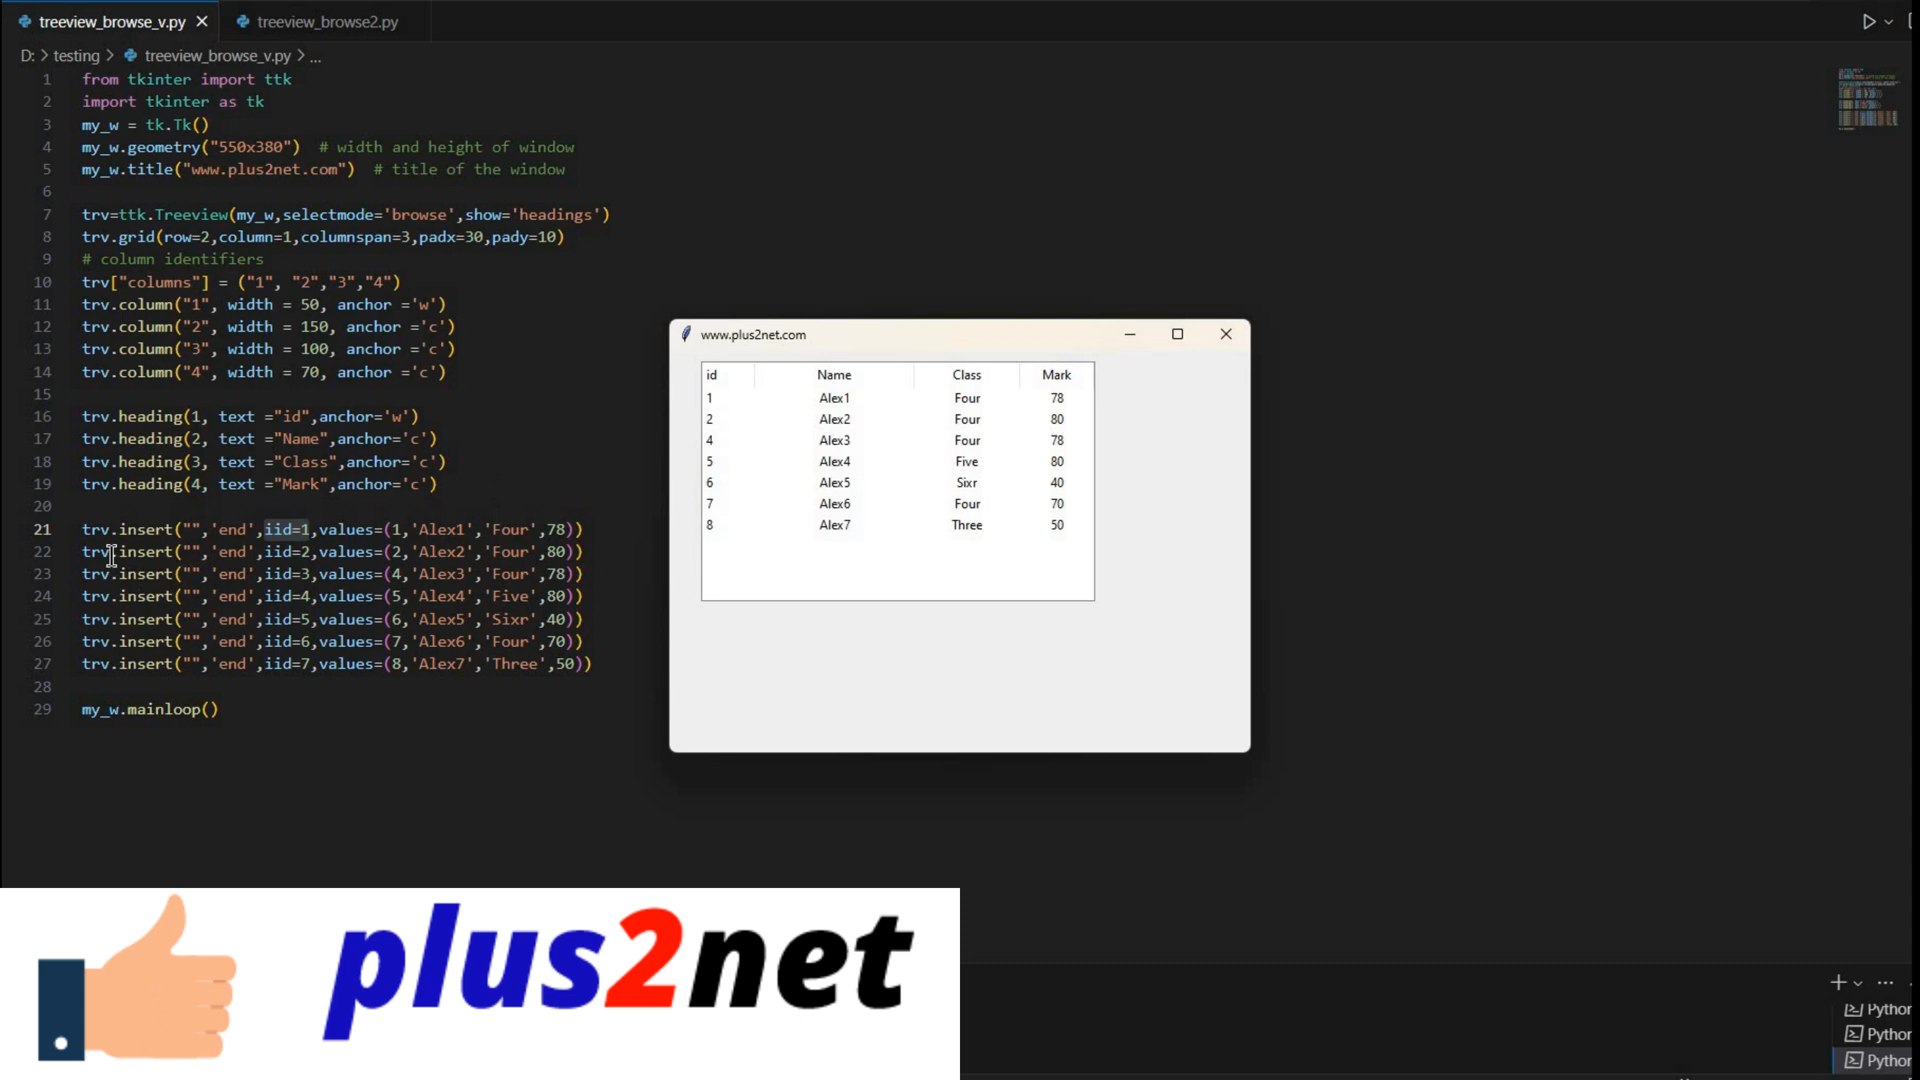 treeview_browse_v.py
treeview_browse2.py
D: > testing > treeview_browse_v.py > ...
1 from tkinter import ttk
2 import tkinter as tk
3 my_w = tk.Tk()
4 my_w.geometry("550x380")  # width and height of window
5 my_w.title("www.plus2net.com")  # title of the window
6
7 trv=ttk.Treeview(my_w,selectmode='browse',show='headings')
8 trv.grid(row=2,column=1,columnspan=3,padx=30,pady=10)
9 # column identifiers
10 trv["columns"] = ("1", "2","3","4")
11 trv.column("1", width = 50, anchor ='w')
12 trv.column("2", width = 150, anchor ='c')
13 trv.column("3", width = 100, anchor ='c')
14 trv.column("4", width = 70, anchor ='c')
15
16 trv.heading(1, text ="id",anchor='w')
17 trv.heading(2, text ="Name",anchor='c')
18 trv.heading(3, text ="Class",anchor='c')
19 trv.heading(4, text ="Mark",anchor='c')
20
21 trv.insert("",'end',iid=1,values=(1,'Alex1','Four',78))
22 trv.insert("",'end',iid=2,values=(2,'Alex2','Four',80))
23 trv.insert("",'end',iid=3,values=(4,'Alex3','Four',78))
24 trv.insert("",'end',iid=4,values=(5,'Alex4','Five',80))
25 trv.insert("",'end',iid=5,values=(6,'Alex5','Sixr',40))
26 trv.insert("",'end',iid=6,values=(7,'Alex6','Four',70))
27 trv.insert("",'end',iid=7,values=(8,'Alex7','Three',50))
28
29 my_w.mainloop()
www.plus2net.com
id Name Class Mark
1 Alex1 Four 78
2 Alex2 Four 80
4 Alex3 Four 78
5 Alex4 Five 80
6 Alex5 Sixr 40
7 Alex6 Four 70
8 Alex7 Three 50
plus2net
Python
Python
Python